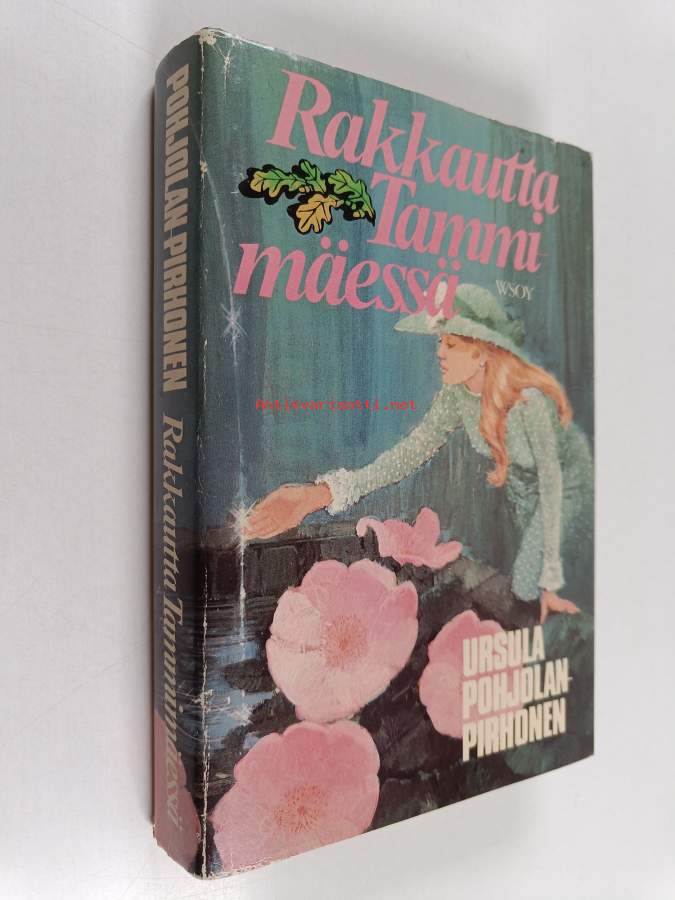 POHJOLAN-PIRHONEN Rakkautta Tammimäessä
Rakkautta
Tammi-
mäessä
WSOY
Antikvariaatti.net
URSULA
POHJOLAN-
PIRHONEN